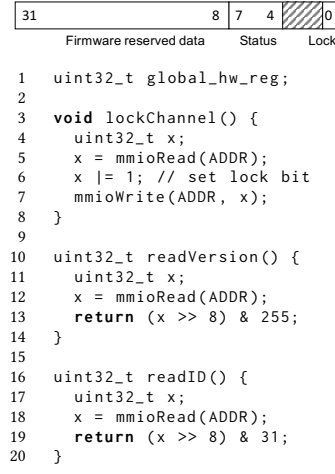 31 8 7 4 0
Firmware reserved data Status Lock
1 uint32_t global_hw_reg;
2
3 void lockChannel() {
4 uint32_t x;
5 x = mmioRead(ADDR);
6 x |= 1; // set lock bit
7 mmioWrite(ADDR, x);
8 }
9
10 uint32_t readVersion() {
11 uint32_t x;
12 x = mmioRead(ADDR);
13 return (x >> 8) & 255;
14 }
15
16 uint32_t readID() {
17 uint32_t x;
18 x = mmioRead(ADDR);
19 return (x >> 8) & 31;
20 }